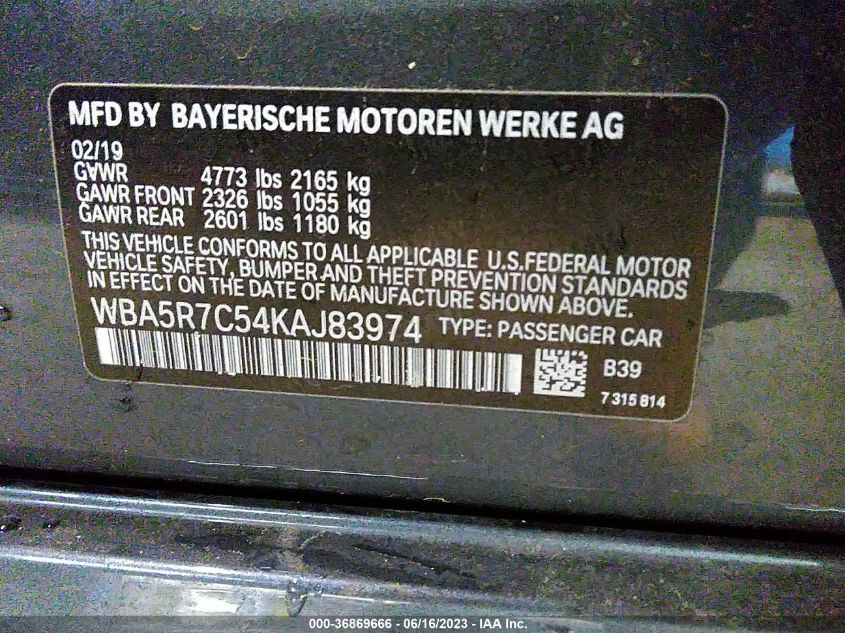 MFD BY BAYERISCHE MOTOREN WERKE AG
02/19
GVWR 4773 lbs 2165 kg
GAWR FRONT 2326 lbs 1055 kg
GAWR REAR 2601 lbs 1180 kg
THIS VEHICLE CONFORMS TO ALL APPLICABLE U.S.FEDERAL MOTOR
VEHICLE SAFETY, BUMPER AND THEFT PREVENTION STANDARDS
IN EFFECT ON THE DATE OF MANUFACTURE SHOWN ABOVE.
WBA5R7C54KAJ83974 TYPE: PASSENGER CAR
B39
7 315 814
000-36869666 - 06/16/2023 - IAA Inc.